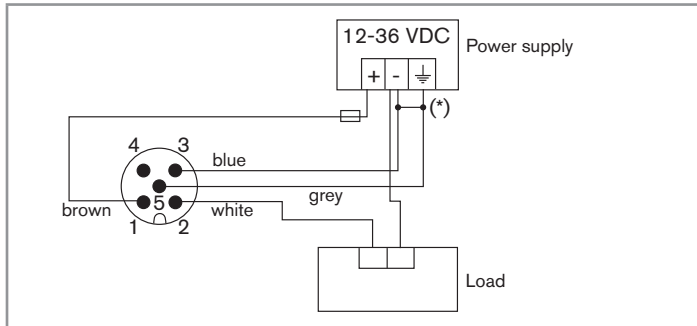 12-36 VDC
Power supply
+ -
(*)
4 3
blue
grey
5
brown
white
1 2
Load